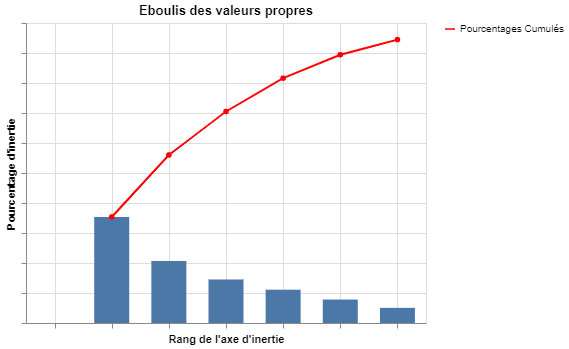 Eboulis des valeurs propres
Pourcentages Cumulés
Pourcentage d'inertie
Rang de l'axe d'inertie